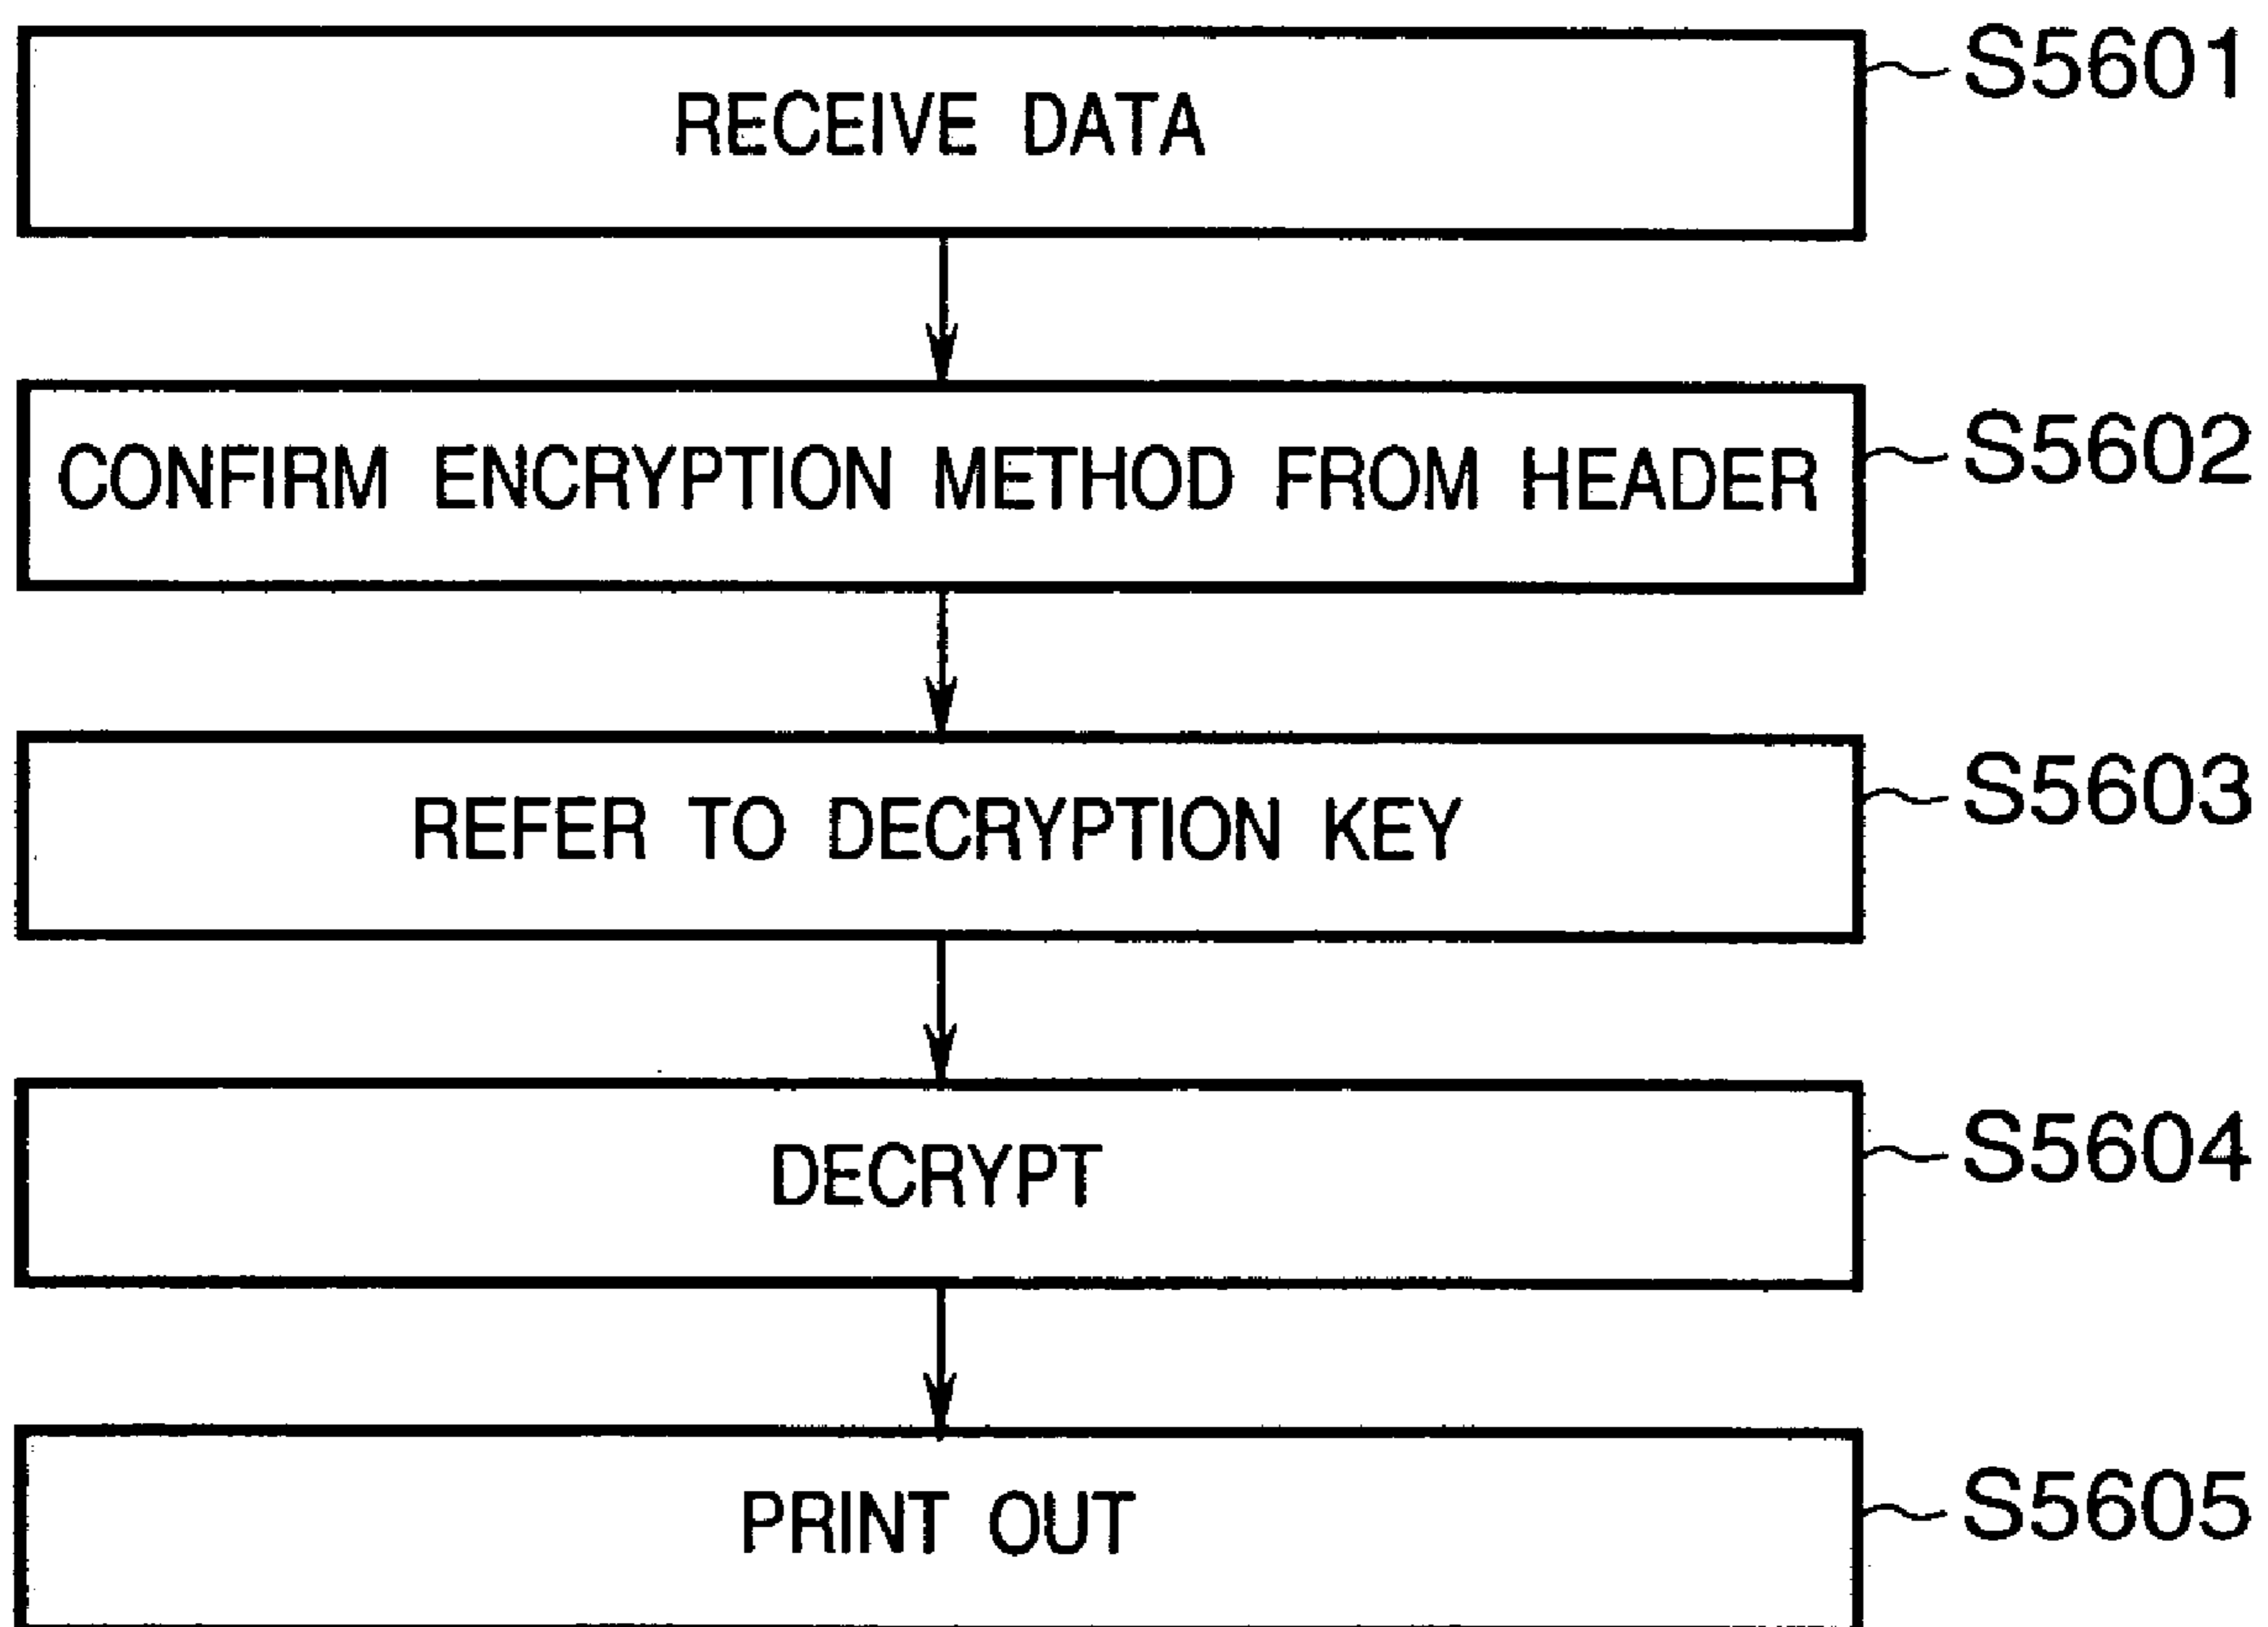 RECEIVE DATA
S5601
CONFIRM ENCRYPTION METHOD FROM HEADER
S5602
REFER TO DECRYPTION KEY
S5603
DECRYPT
S5604
PRINT OUT
S5605